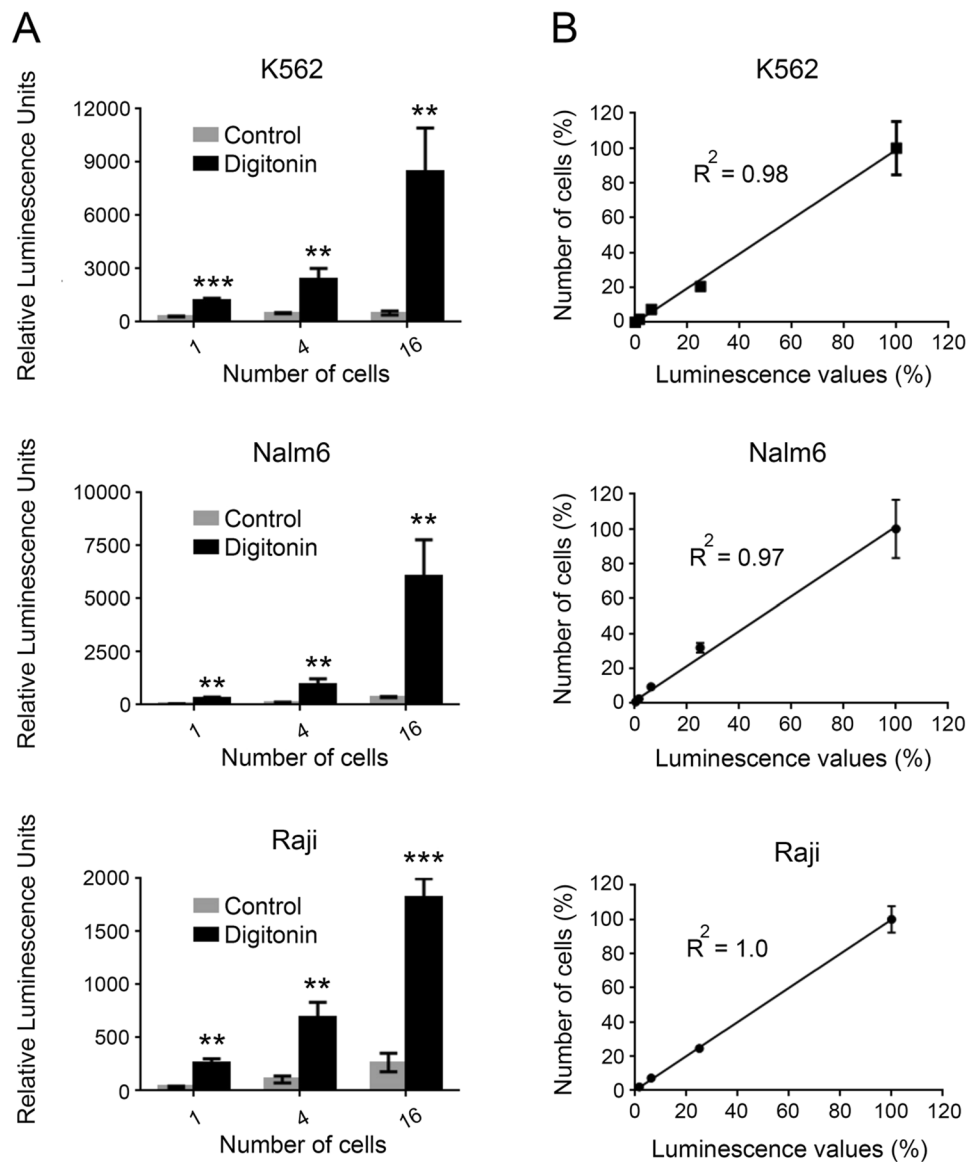 A
K562
Relative Luminescence Units
12000
9000
6000
3000
0
Control
Digitonin
***
**
**
1
4
16
Number of cells
Nalm6
Relative Luminescence Units
10000
7500
5000
2500
0
Control
Digitonin
**
**
**
1
4
16
Number of cells
Raji
Relative Luminescence Units
2000
1500
1000
500
0
Control
Digitonin
**
**
***
1
4
16
Number of cells
B
K562
Number of cells (%)
120
100
80
60
40
20
0
R2 = 0.98
0 20 40 60 80 100 120
Luminescence values (%)
Nalm6
Number of cells (%)
120
100
80
60
40
20
0
R2 = 0.97
0 20 40 60 80 100 120
Luminescence values (%)
Raji
Number of cells (%)
120
100
80
60
40
20
0
R2 = 1.0
0 20 40 60 80 100 120
Luminescence values (%)